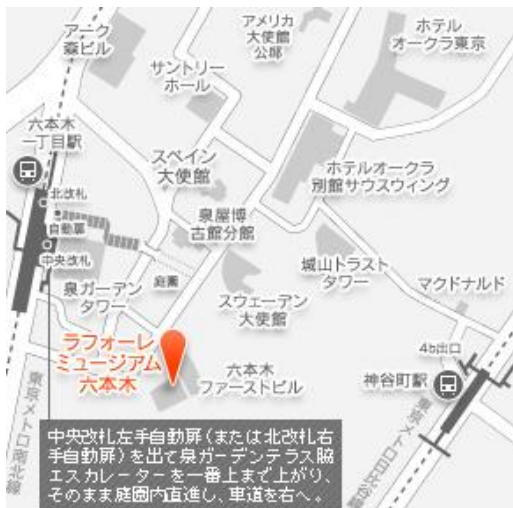 アメリカ
大使館
公邸
ホテル
オークラ東京
アーク
森ビル
サントリー
ホール
六本木
一丁目駅
スペイン
大使館
ホテルオークラ
別館サウスウィング
北改札
自動扉
中央改札
泉屋博
古館分館
泉ガーデン
タワー
庭園
城山トラスト
タワー
マクドナルド
スウェーデン
大使館
ラフォーレ
ミュージアム
六本木
六本木
ファーストビル
4b出口
神谷町駅
東京メトロ南北線
東京メトロ日比谷線
中央改札左手自動扉(または北改札右
手自動扉)を出て泉ガーデンテラス脇
エスカレーターを一番上まで上がり、
そのまま庭園内直進し、車道を右へ。